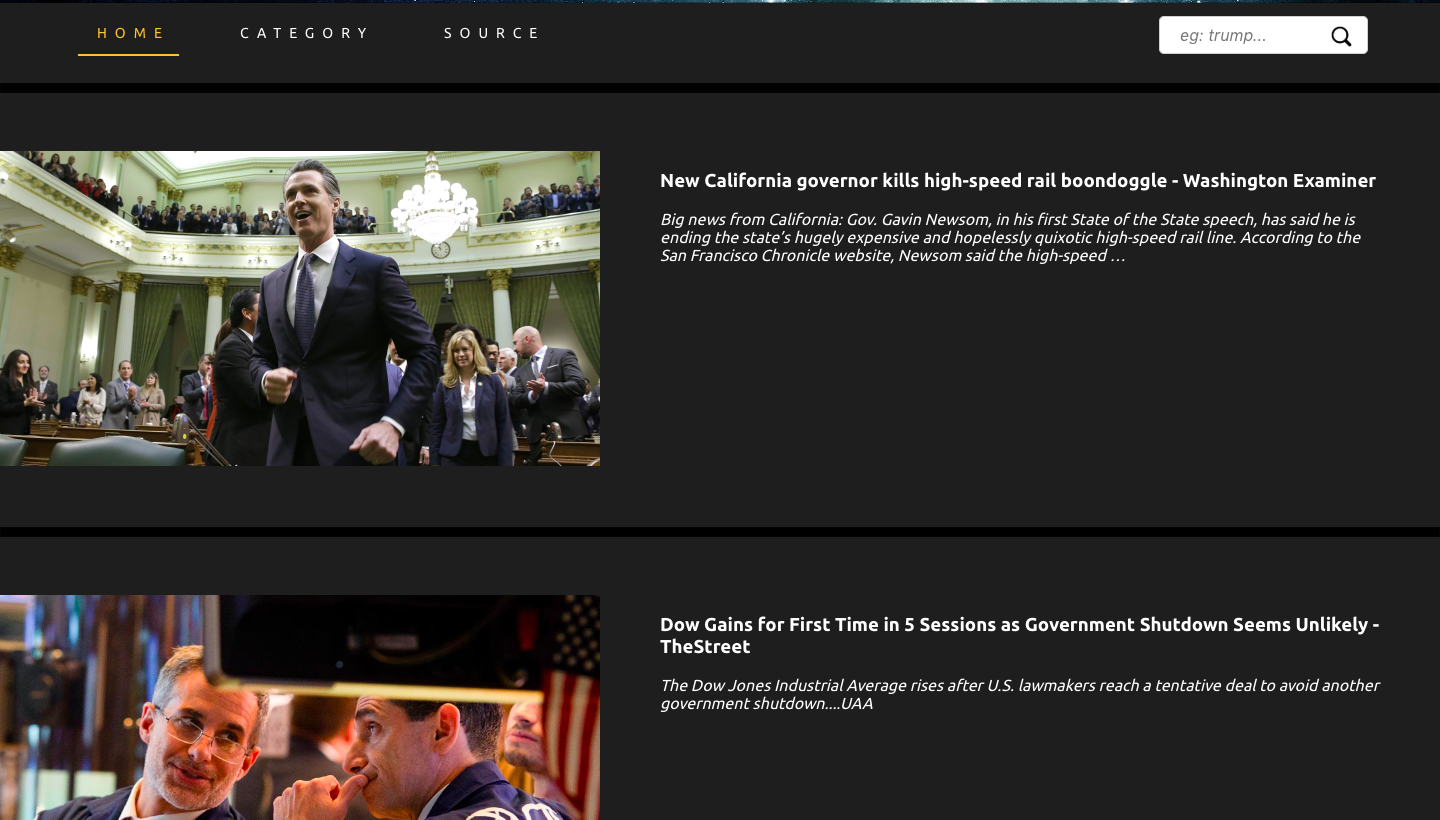 HOME CATEGORY SOURCE eg: trump...
New California governor kills high-speed rail boondoggle - Washington Examiner
Big news from California: Gov. Gavin Newsom, in his first State of the State speech, has said he is
ending the state's hugely expensive and hopelessly quixotic high-speed rail line. According to the
San Francisco Chronicle website, Newsom said the high-speed …
Dow Gains for First Time in 5 Sessions as Government Shutdown Seems Unlikely -
TheStreet
The Dow Jones Industrial Average rises after U.S. lawmakers reach a tentative deal to avoid another
government shutdown....UAA